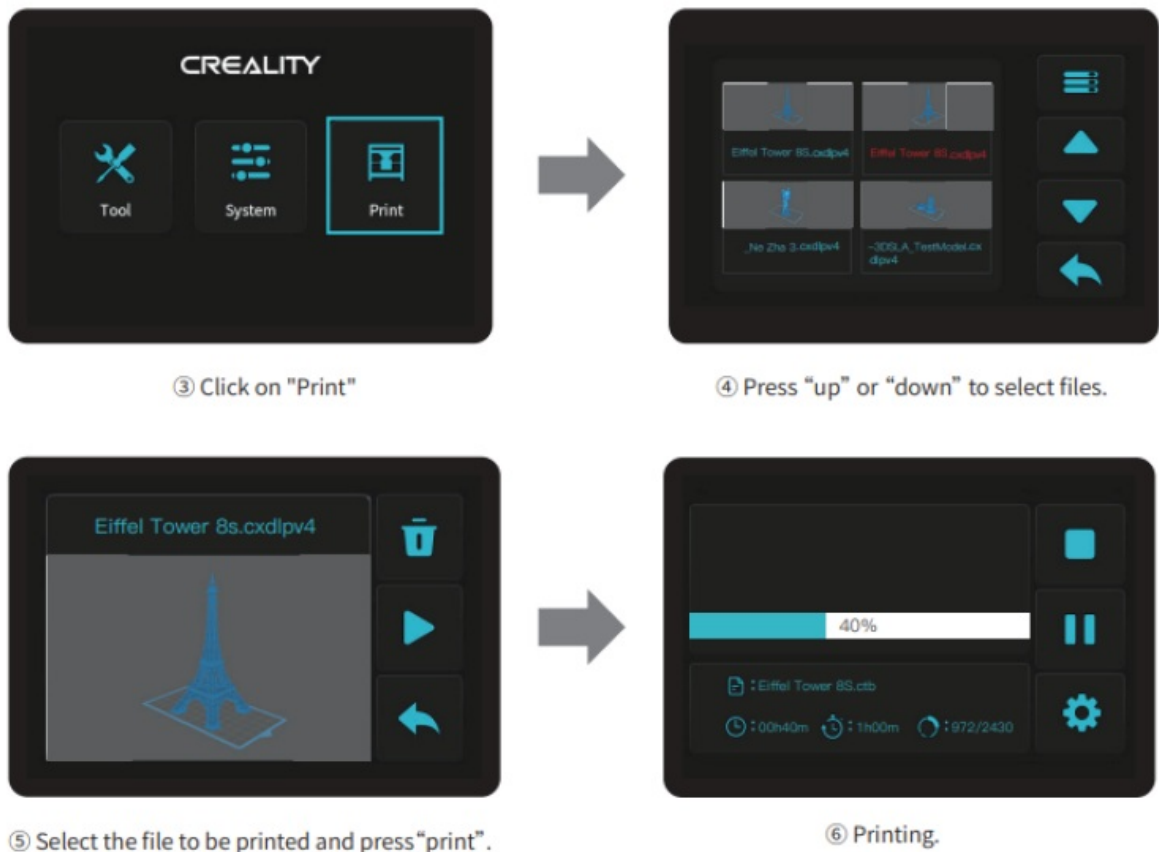 CREALITY
Tool
System
Print
③ Click on "Print"
Eiffel Tower 8S.cxdlpv4
Eiffel Tower 8S.cxdlpv4
_Ne Zha 3.cxdlpv4
-3DSLA_TestModel.cx
dlpv4
④ Press “up” or “down” to select files.
Eiffel Tower 8s.cxdlpv4
⑤ Select the file to be printed and press“print”.
40%
:Eiffel Tower 8S.ctb
:00h40m :1h00m :972/2430
⑥ Printing.